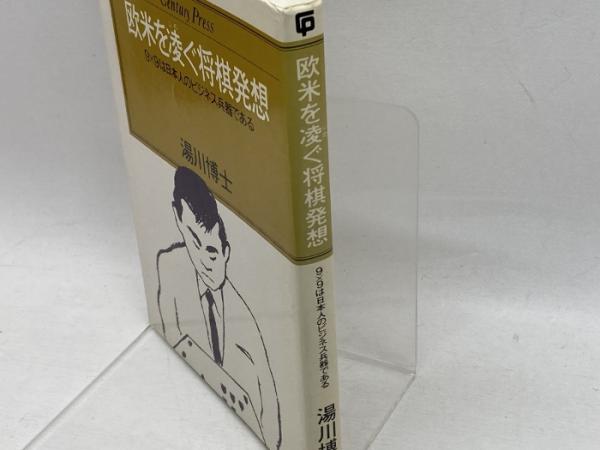 Century Press
欧米を凌ぐ将棋発想
9×9は日本人のビジネス兵器である
湯川博士
欧米を凌ぐ将棋発想
9×9は日本人のビジネス兵器である
湯川博